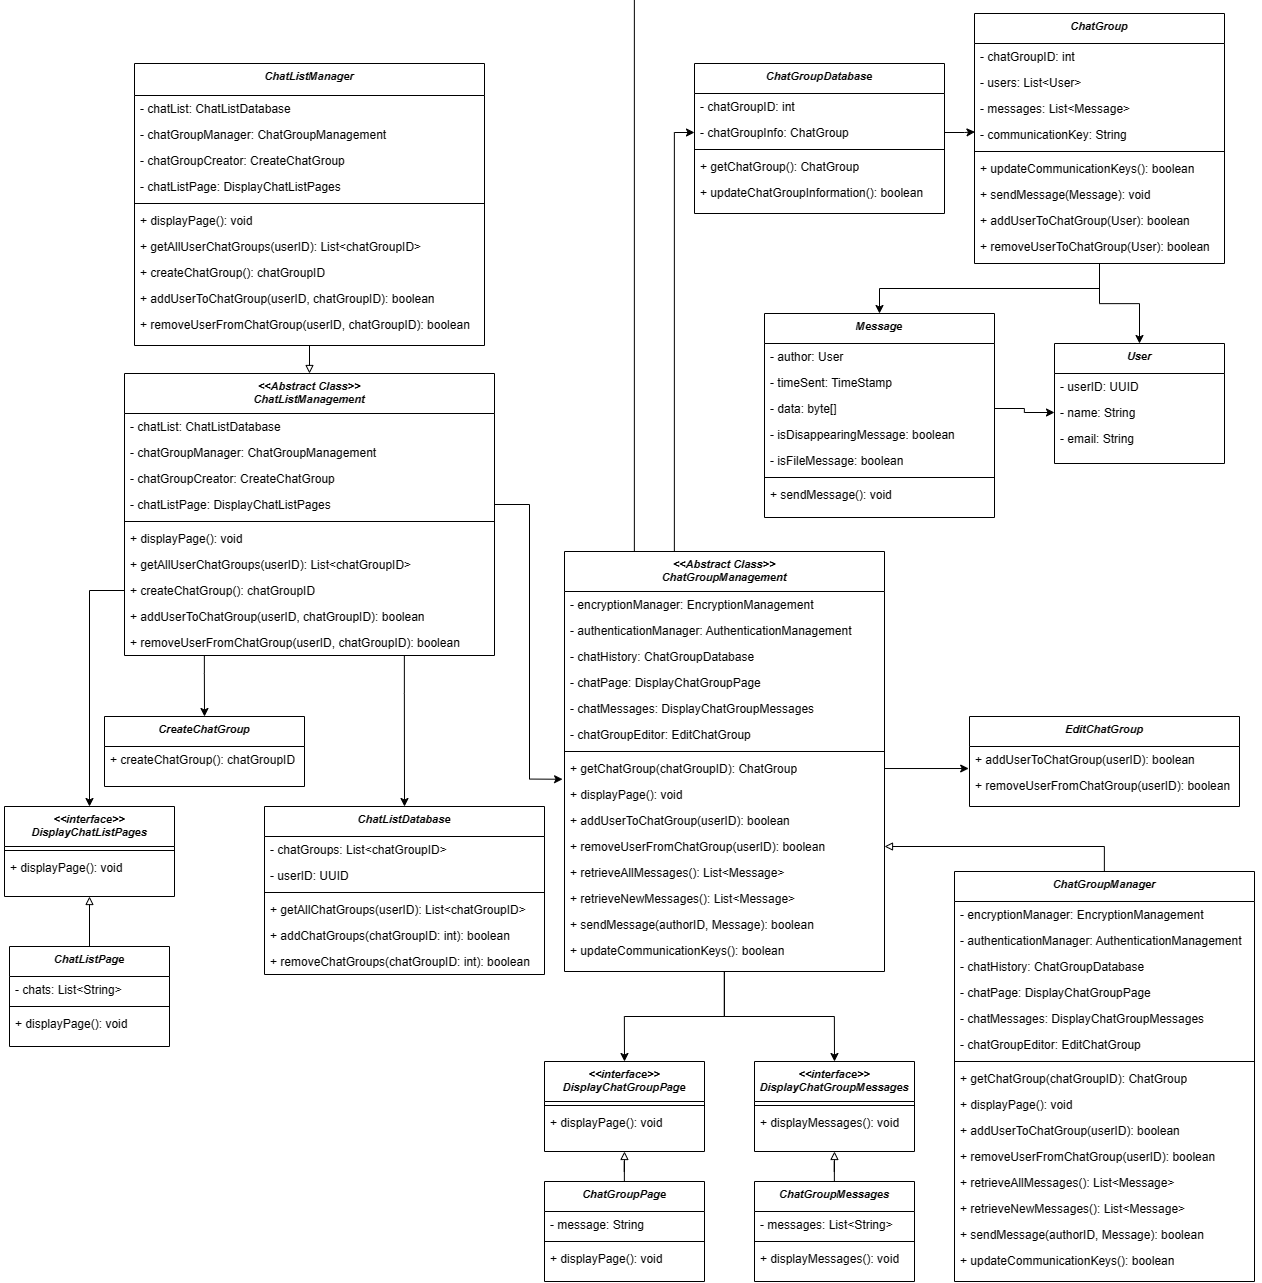 ChatListManager
- chatList: ChatListDatabase
- chatGroupManager: ChatGroupManagement
- chatGroupCreator: CreateChatGroup
- chatListPage: DisplayChatListPages
+ displayPage(): void
+ getAllUserChatGroups(userID): List<chatGroupID>
+ createChatGroup(): chatGroupID
+ addUserToChatGroup(userID, chatGroupID): boolean
+ removeUserFromChatGroup(userID, chatGroupID): boolean
ChatGroupDatabase
- chatGroupID: int
- chatGroupInfo: ChatGroup
+ getChatGroup(): ChatGroup
+ updateChatGroupInformation(): boolean
ChatGroup
- chatGroupID: int
- users: List<User>
- messages: List<Message>
- communicationKey: String
+ updateCommunicationKeys(): boolean
+ sendMessage(Message): void
+ addUserToChatGroup(User): boolean
+ removeUserToChatGroup(User): boolean
Message
- author: User
- timeSent: TimeStamp
- data: byte[]
- isDisappearingMessage: boolean
- isFileMessage: boolean
+ sendMessage(): void
User
- userID: UUID
- name: String
- email: String
<<Abstract Class>>
ChatListManagement
- chatList: ChatListDatabase
- chatGroupManager: ChatGroupManagement
- chatGroupCreator: CreateChatGroup
- chatListPage: DisplayChatListPages
+ displayPage(): void
+ getAllUserChatGroups(userID): List<chatGroupID>
+ createChatGroup(): chatGroupID
+ addUserToChatGroup(userID, chatGroupID): boolean
+ removeUserFromChatGroup(userID, chatGroupID): boolean
<<Abstract Class>>
ChatGroupManagement
- encryptionManager: EncryptionManagement
- authenticationManager: AuthenticationManagement
- chatHistory: ChatGroupDatabase
- chatPage: DisplayChatGroupPage
- chatMessages: DisplayChatGroupMessages
- chatGroupEditor: EditChatGroup
+ getChatGroup(chatGroupID): ChatGroup
+ displayPage(): void
+ addUserToChatGroup(userID): boolean
+ removeUserFromChatGroup(userID): boolean
+ retrieveAllMessages(): List<Message>
+ retrieveNewMessages(): List<Message>
+ sendMessage(authorID, Message): boolean
+ updateCommunicationKeys(): boolean
CreateChatGroup
+ createChatGroup(): chatGroupID
EditChatGroup
+ addUserToChatGroup(userID): boolean
+ removeUserFromChatGroup(userID): boolean
<<interface>>
DisplayChatListPages
+ displayPage(): void
ChatListDatabase
- chatGroups: List<chatGroupID>
- userID: UUID
+ getAllChatGroups(userID): List<chatGroupID>
+ addChatGroups(chatGroupID: int): boolean
+ removeChatGroups(chatGroupID: int): boolean
ChatListPage
- chats: List<String>
+ displayPage(): void
ChatGroupManager
- encryptionManager: EncryptionManagement
- authenticationManager: AuthenticationManagement
- chatHistory: ChatGroupDatabase
- chatPage: DisplayChatGroupPage
- chatMessages: DisplayChatGroupMessages
- chatGroupEditor: EditChatGroup
+ getChatGroup(chatGroupID): ChatGroup
+ displayPage(): void
+ addUserToChatGroup(userID): boolean
+ removeUserFromChatGroup(userID): boolean
+ retrieveAllMessages(): List<Message>
+ retrieveNewMessages(): List<Message>
+ sendMessage(authorID, Message): boolean
+ updateCommunicationKeys(): boolean
<<interface>>
DisplayChatGroupPage
+ displayPage(): void
<<interface>>
DisplayChatGroupMessages
+ displayMessages(): void
ChatGroupPage
- message: String
+ displayPage(): void
ChatGroupMessages
- messages: List<String>
+ displayMessages(): void